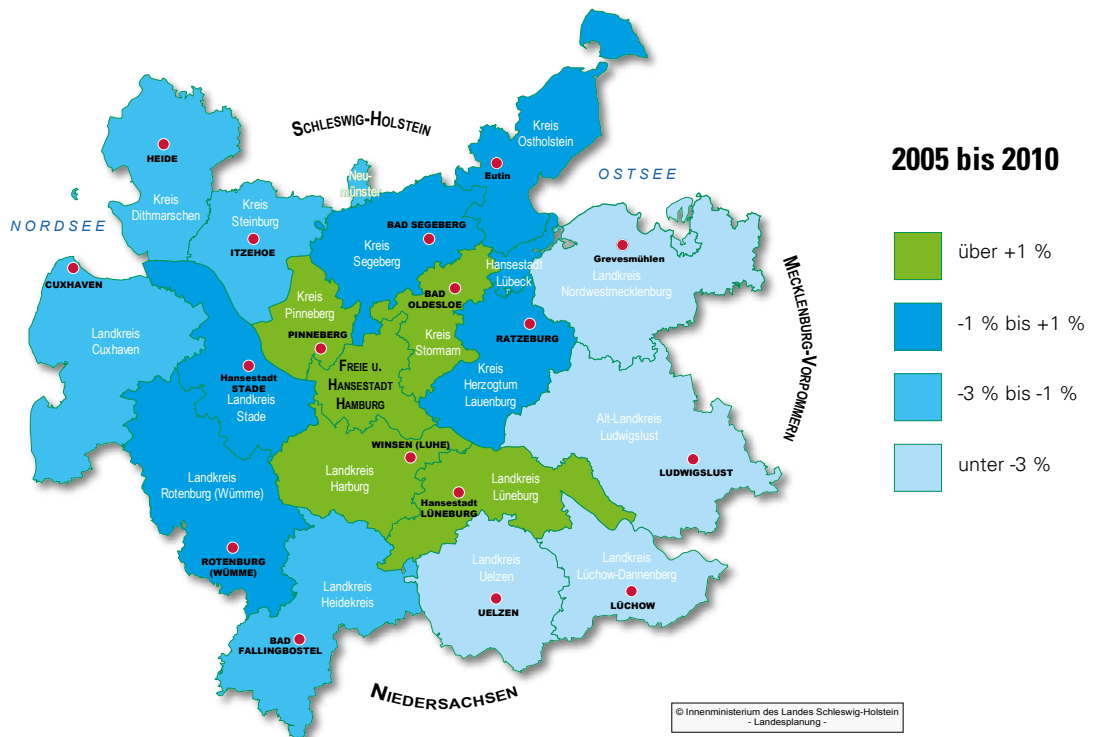 SCHLESWIG-HOLSTEIN
Kreis
Ostholstein
Eutin
OSTSEE
2005 bis 2010
HEIDE
Kreis
Dithmarschen
NORDSEE
Neu-
münster
Kreis
Steinburg
ITZEHOE
BAD SEGEBERG
Kreis
Segeberg
Hansestadt
Lübeck
Grevesmühlen
Landkreis
Nordwestmecklenburg
MECKLENBURG-VORPOMMERN
über +1 %
-1 % bis +1 %
-3 % bis -1 %
unter -3 %
CUXHAVEN
Landkreis
Cuxhaven
Kreis
Pinneberg
PINNEBERG
BAD
OLDESLOE
Kreis
Stormarn
RATZEBURG
Kreis
Herzogtum
Lauenburg
Hansestadt
STADE
Landkreis
Stade
FREIE U.
HANSESTADT
HAMBURG
Alt-Landkreis
Ludwigslust
LUDWIGSLUST
WINSEN (LUHE)
Landkreis
Harburg
Landkreis
Lüneburg
Hansestadt
LÜNEBURG
Landkreis
Rotenburg (Wümme)
ROTENBURG
(WÜMME)
Landkreis
Heidekreis
BAD
FALLINGBOSTEL
Landkreis
Uelzen
UELZEN
Landkreis
Lüchow-Dannenberg
LÜCHOW
NIEDERSACHSEN
© Innenministerium des Landes Schleswig-Holstein
- Landesplanung -